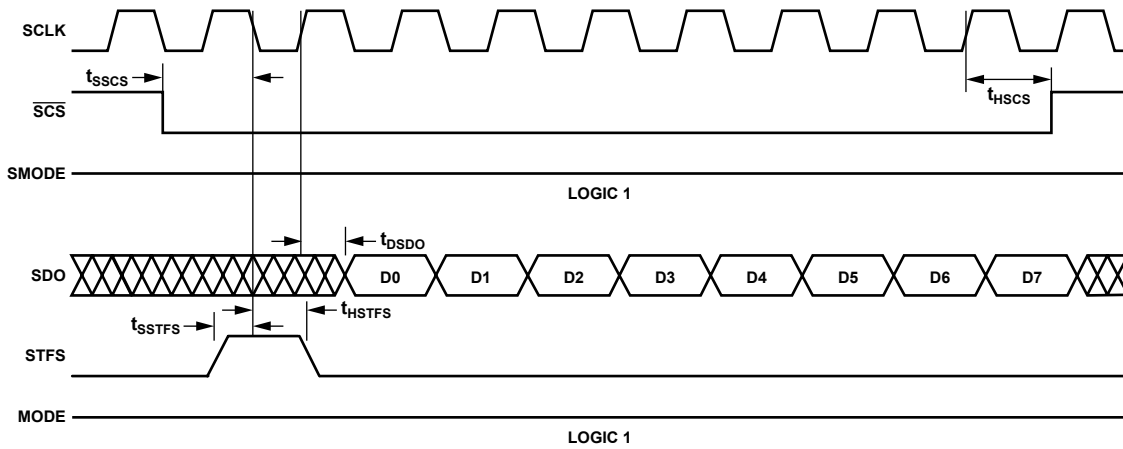 SCLK
tSSCS
tHSCS
SCS
SMODE
LOGIC 1
tDSDO
SDO
D0 D1 D2 D3 D4 D5 D6 D7
tHSTFS
tSSTFS
STFS
MODE
LOGIC 1